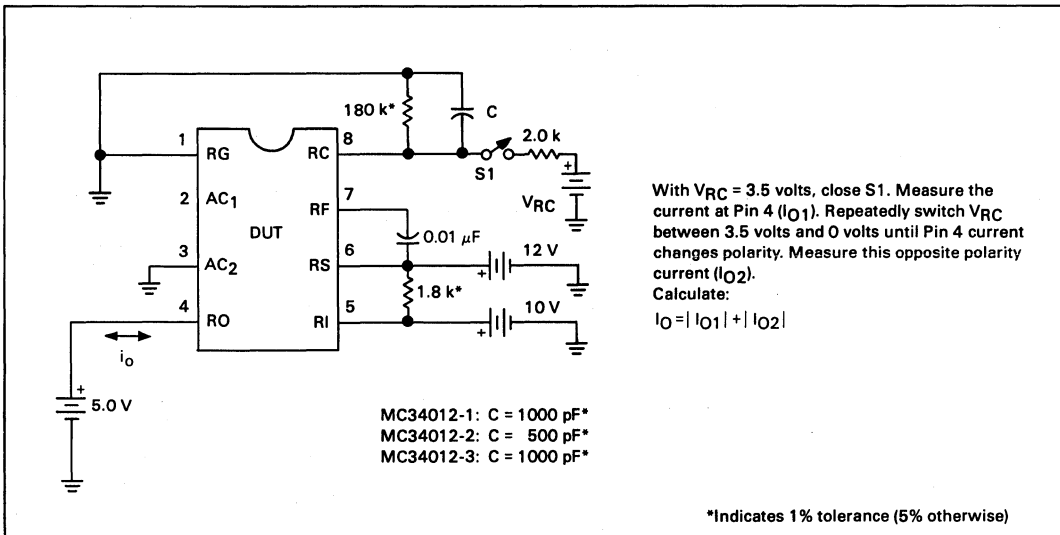 180 k*
C
2.0 k
1
RG
RC
8
S1
VRC
+
2
AC1
RF
7
DUT
0.01 μF
3
AC2
RS
6
12 V
+
1.8 k*
4
RO
RI
5
10 V
+
io
+
5.0 V
With VRC = 3.5 volts, close S1. Measure the
current at Pin 4 (IO1). Repeatedly switch VRC
between 3.5 volts and 0 volts until Pin 4 current
changes polarity. Measure this opposite polarity
current (IO2).
Calculate:
IO = | IO1 | + | IO2 |
MC34012-1: C = 1000 pF*
MC34012-2: C = 500 pF*
MC34012-3: C = 1000 pF*
*Indicates 1% tolerance (5% otherwise)